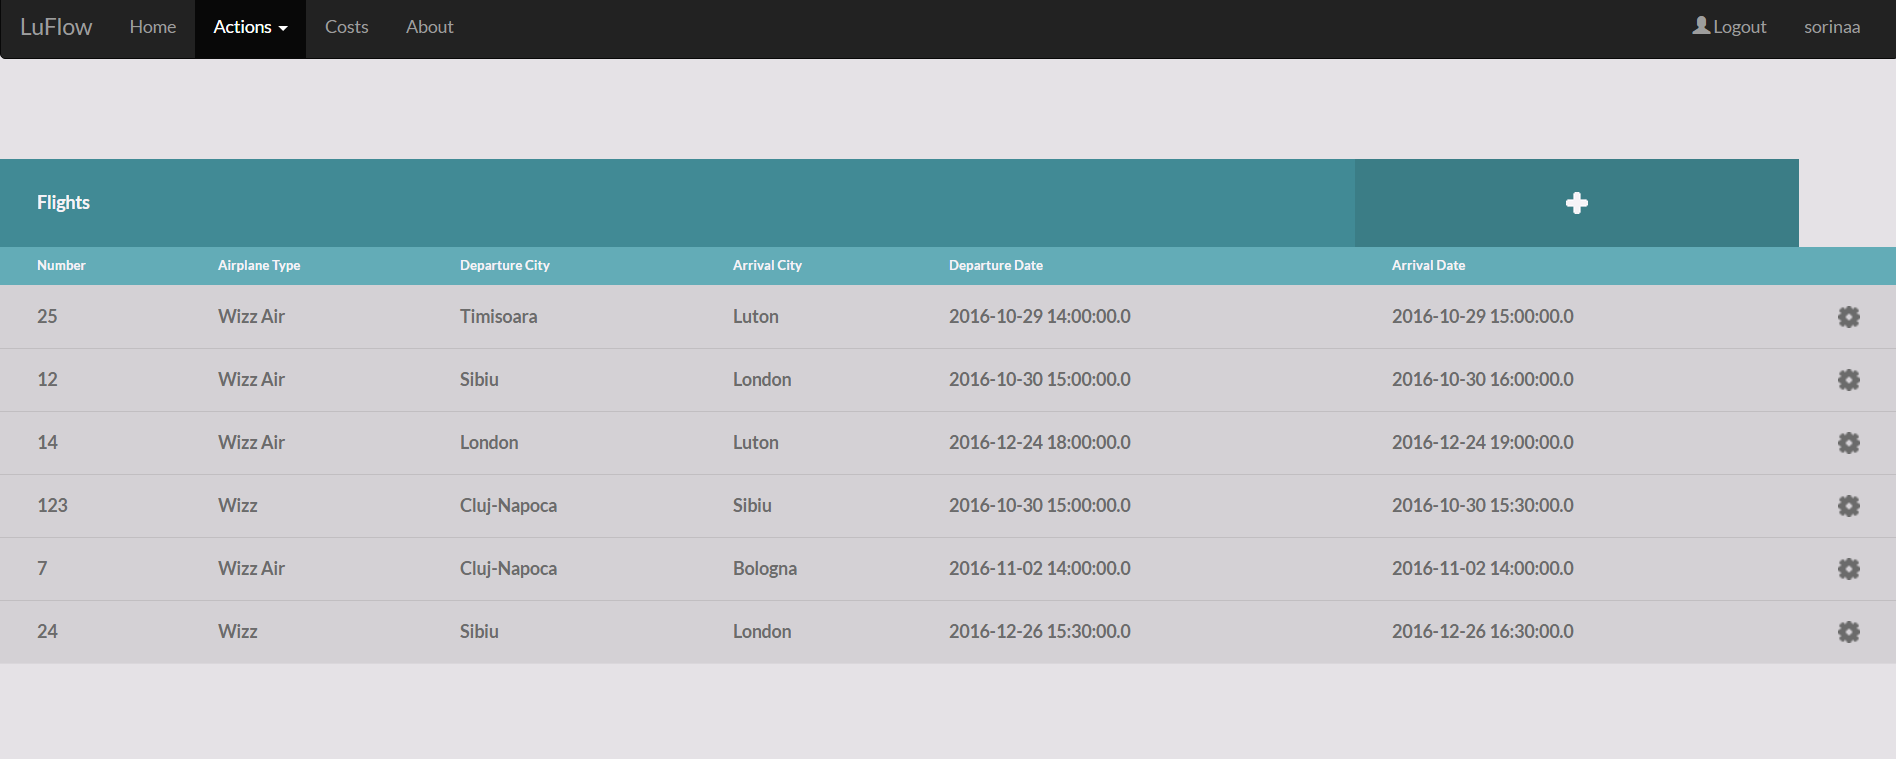 LuFlow Home Actions Costs About Logout sorinaa
Flights
Number Airplane Type Departure City Arrival City Departure Date Arrival Date
25 Wizz Air Timisoara Luton 2016-10-29 14:00:00.0 2016-10-29 15:00:00.0
12 Wizz Air Sibiu London 2016-10-30 15:00:00.0 2016-10-30 16:00:00.0
14 Wizz Air London Luton 2016-12-24 18:00:00.0 2016-12-24 19:00:00.0
123 Wizz Cluj-Napoca Sibiu 2016-10-30 15:00:00.0 2016-10-30 15:30:00.0
7 Wizz Air Cluj-Napoca Bologna 2016-11-02 14:00:00.0 2016-11-02 14:00:00.0
24 Wizz Sibiu London 2016-12-26 15:30:00.0 2016-12-26 16:30:00.0